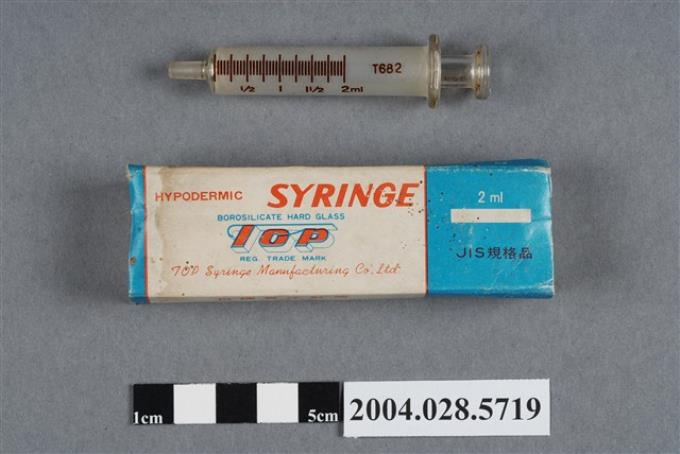 T682
1/2 1 1 1/2 2ml
HYPODERMIC SYRINGE
BOROSILICATE HARD GLASS
Top
REG. TRADE MARK
TOP Syringe Manufacturing Co., Ltd.
2 ml
JIS規格品
1cm 5cm
2004.028.5719